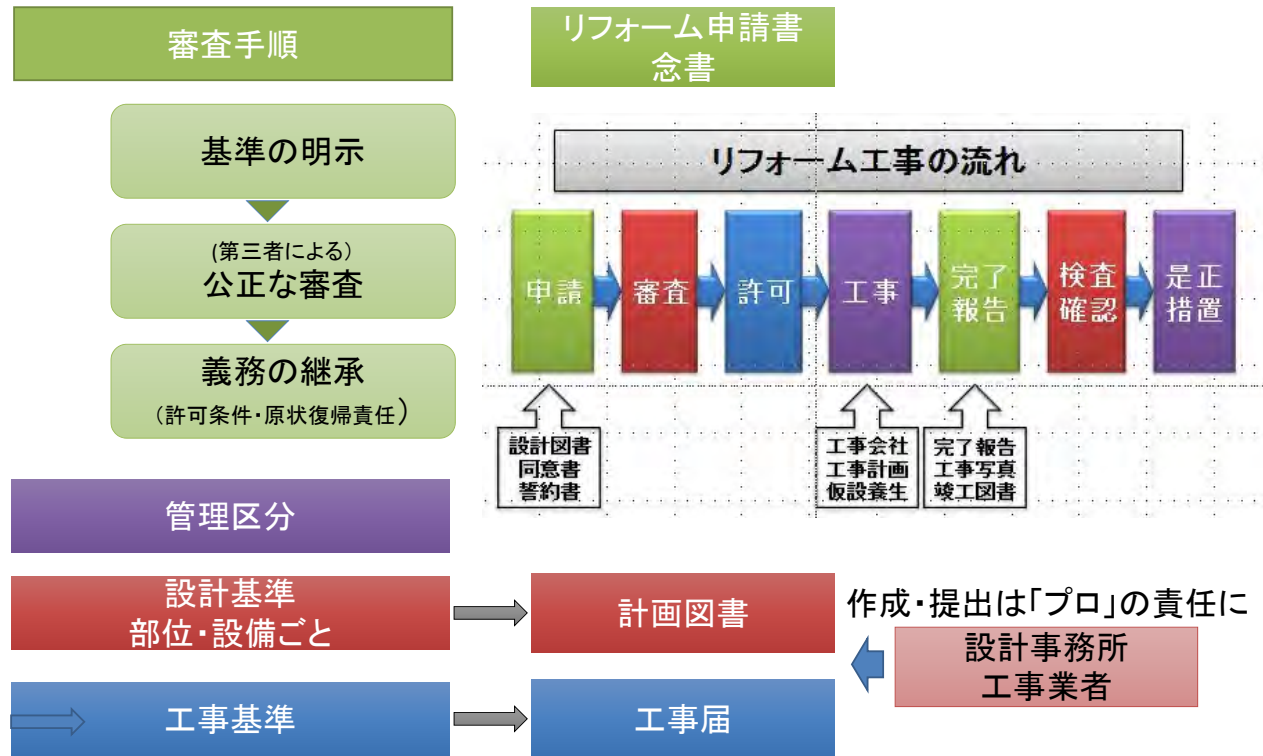 審査手順
リフォーム申請書
念書
基準の明示
(第三者による)
公正な審査
義務の継承
(許可条件・原状復帰責任)
リフォーム工事の流れ
申請
審査
許可
工事
完了
報告
検査
確認
是正
措置
設計図書
同意書
誓約書
工事会社
工事計画
仮設養生
完了報告
工事写真
竣工図書
管理区分
設計基準
部位・設備ごと
計画図書
作成・提出は「プロ」の責任に
設計事務所
工事業者
工事基準
工事届